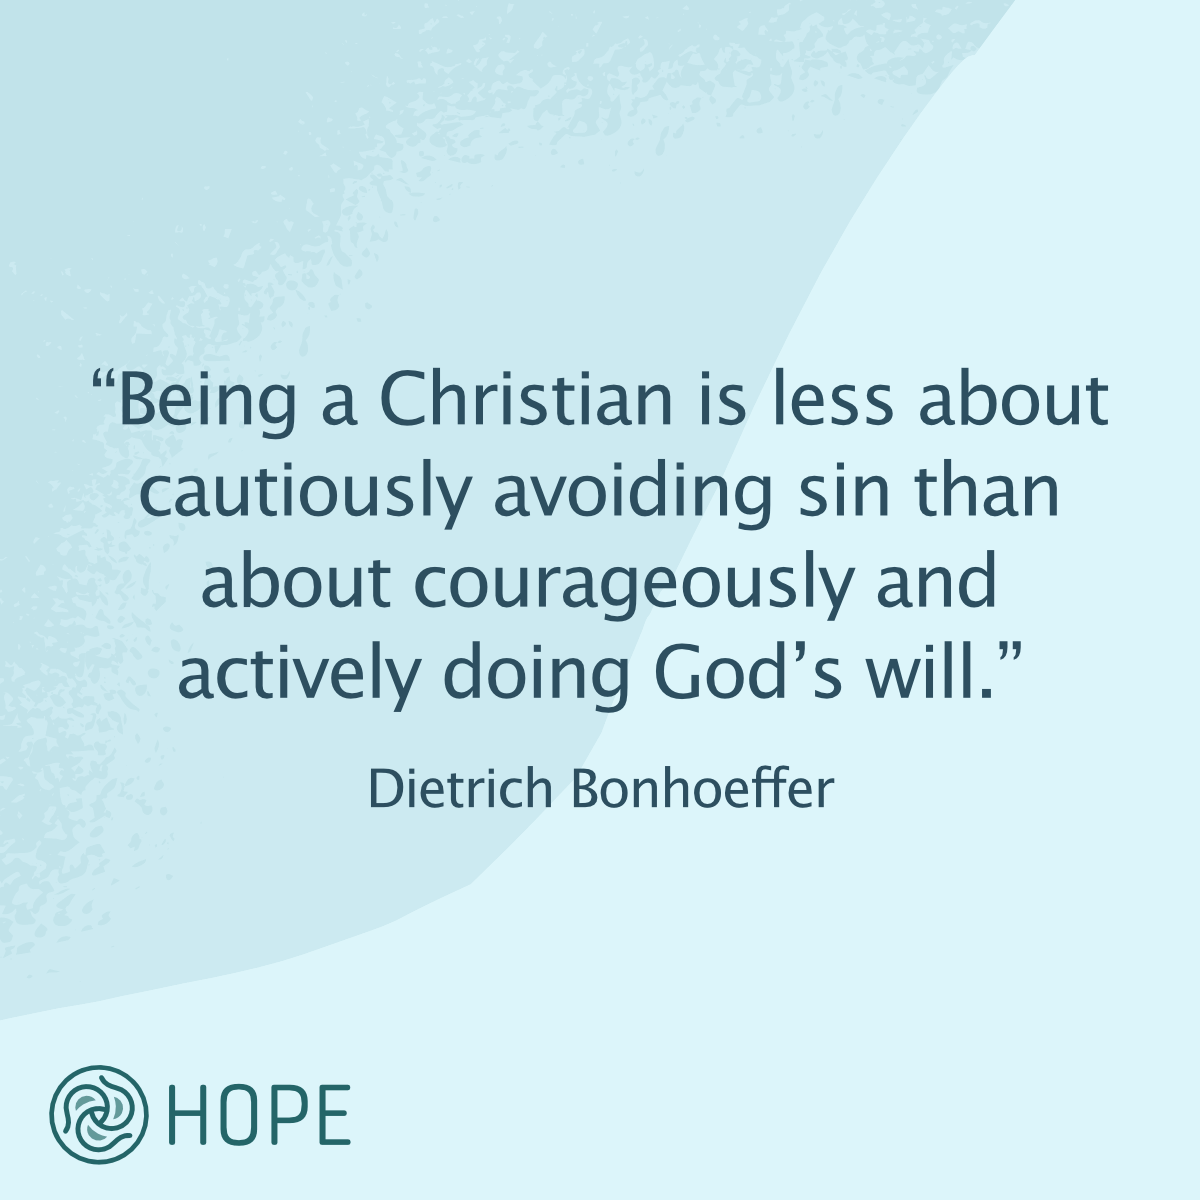 “Being a Christian is less about
cautiously avoiding sin than
about courageously and
actively doing God’s will.”
Dietrich Bonhoeffer
HOPE